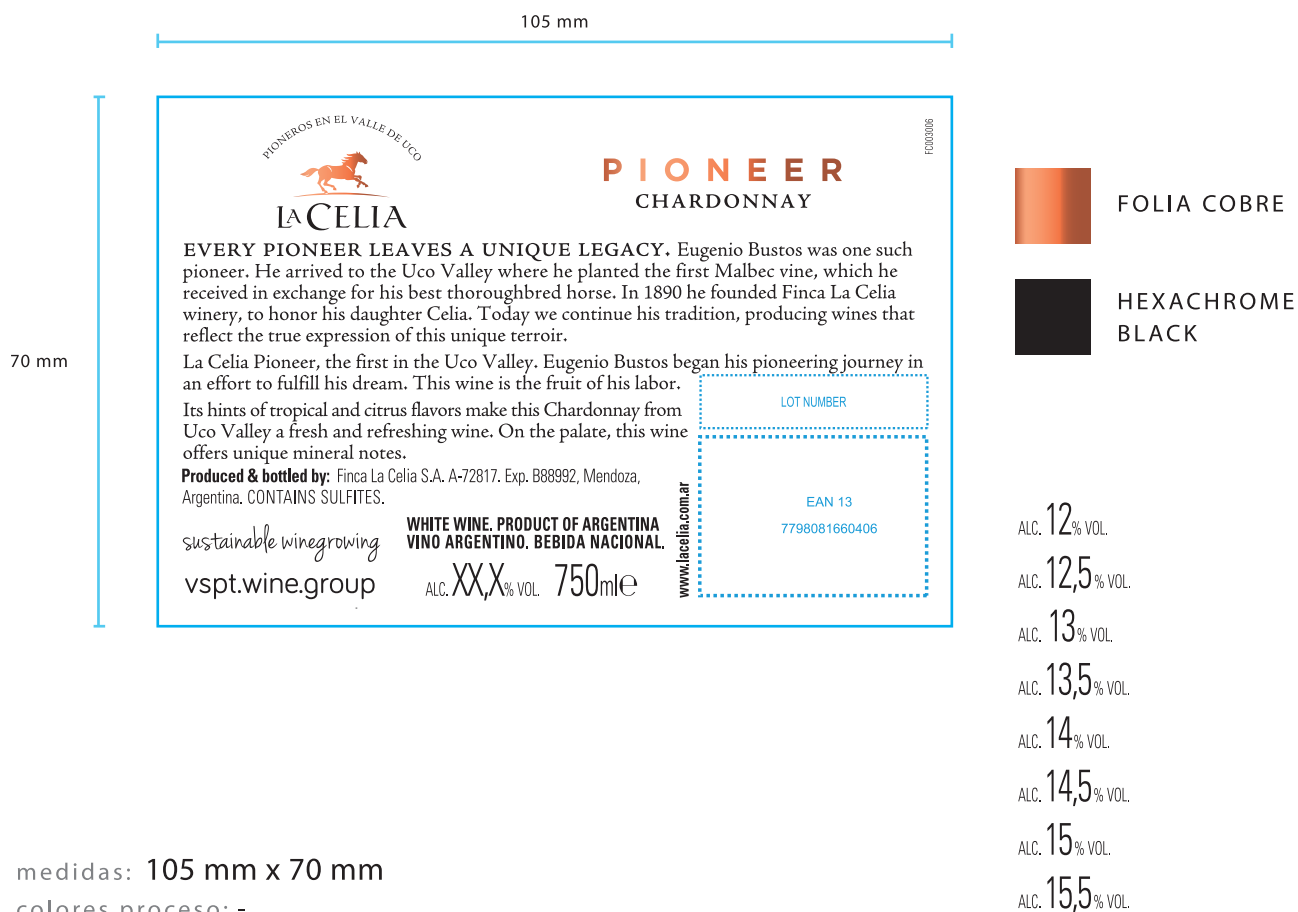 105 mm
70 mm
PIONEROS EN EL VALLE DE UCO
LA CELIA
PIONEER
CHARDONNAY
FC003006
EVERY PIONEER LEAVES A UNIQUE LEGACY. Eugenio Bustos was one such
pioneer. He arrived to the Uco Valley where he planted the first Malbec vine, which he
received in exchange for his best thoroughbred horse. In 1890 he founded Finca La Celia
winery, to honor his daughter Celia. Today we continue his tradition, producing wines that
reflect the true expression of this unique terroir.
La Celia Pioneer, the first in the Uco Valley. Eugenio Bustos began his pioneering journey in
an effort to fulfill his dream. This wine is the fruit of his labor.
Its hints of tropical and citrus flavors make this Chardonnay from
Uco Valley a fresh and refreshing wine. On the palate, this wine
offers unique mineral notes.
Produced & bottled by: Finca La Celia S.A. A-72817. Exp. B88992, Mendoza,
Argentina. CONTAINS SULFITES.
sustainable winegrowing
vspt.wine.group
WHITE WINE. PRODUCT OF ARGENTINA
VINO ARGENTINO. BEBIDA NACIONAL.
ALC. XX,X% VOL. 750ml℮
www.lacelia.com.ar
LOT NUMBER
EAN 13
7798081660406
FOLIA COBRE
HEXACHROME
BLACK
ALC. 12% VOL.
ALC. 12,5% VOL.
ALC. 13% VOL.
ALC. 13,5% VOL.
ALC. 14% VOL.
ALC. 14,5% VOL.
ALC. 15% VOL.
ALC. 15,5% VOL.
medidas: 105 mm x 70 mm
colores proceso: -